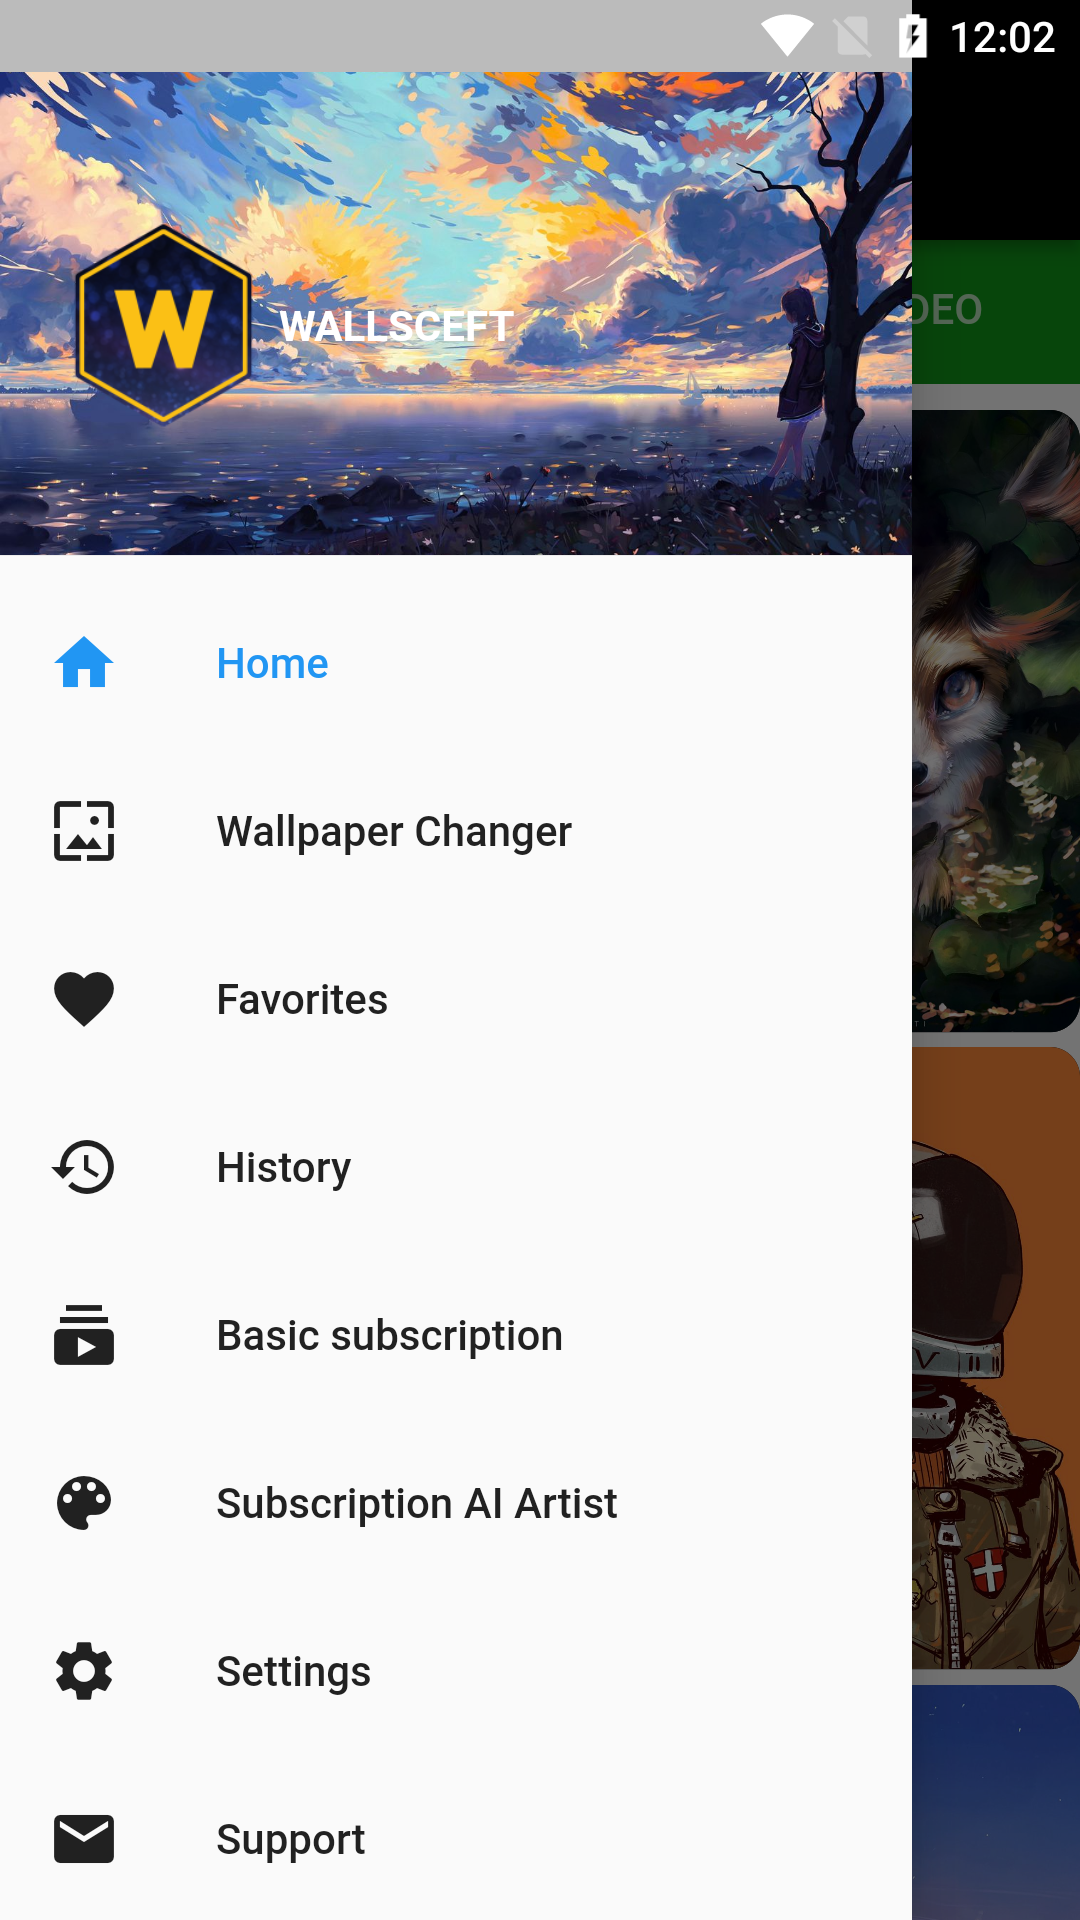 12:02
W
WALLSCEFT
DEO
Home
Wallpaper Changer
Favorites
History
Basic subscription
Subscription AI Artist
Settings
Support